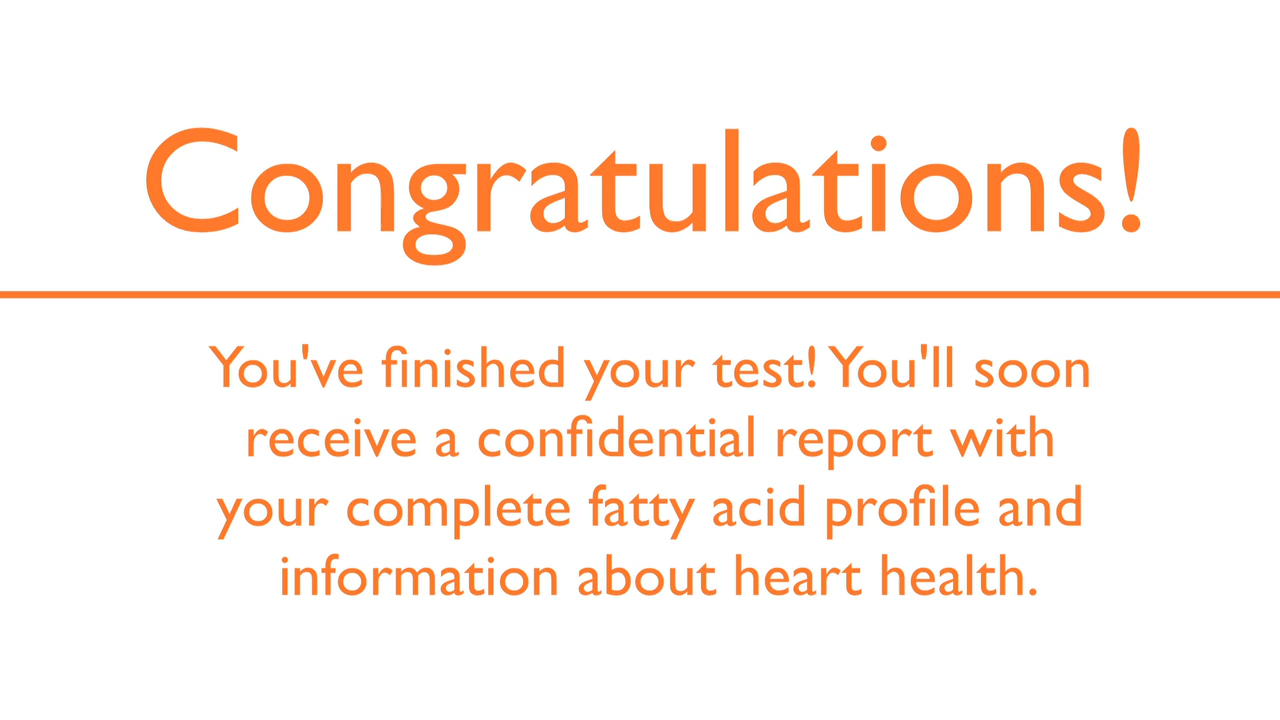 Congratulations!
You've finished your test! You'll soon
receive a confidential report with
your complete fatty acid profile and
information about heart health.